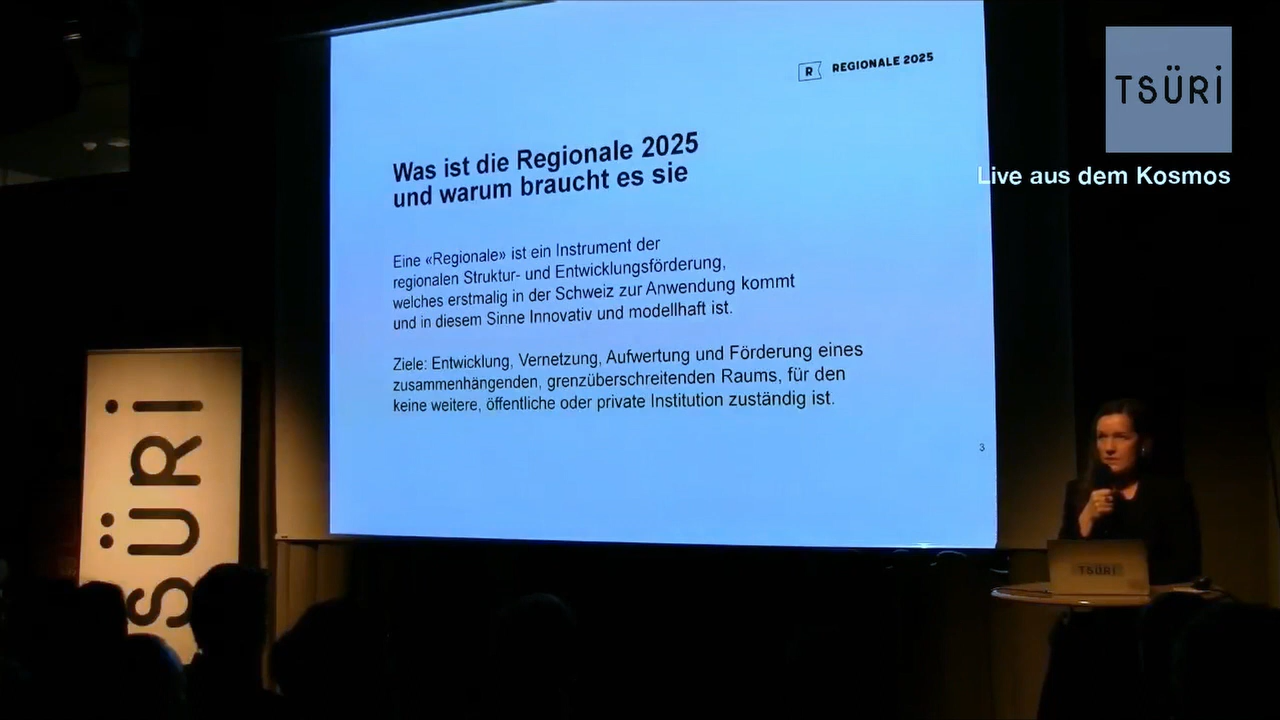 R REGIONALE 2025
TSÜRi
Live aus dem Kosmos
Was ist die Regionale 2025
und warum braucht es sie
Eine «Regionale» ist ein Instrument der
regionalen Struktur- und Entwicklungsförderung,
welches erstmalig in der Schweiz zur Anwendung kommt
und in diesem Sinne Innovativ und modellhaft ist.
Ziele: Entwicklung, Vernetzung, Aufwertung und Förderung eines
zusammenhängenden, grenzüberschreitenden Raums, für den
keine weitere, öffentliche oder private Institution zuständig ist.
3
SÜRi
TSÜRi